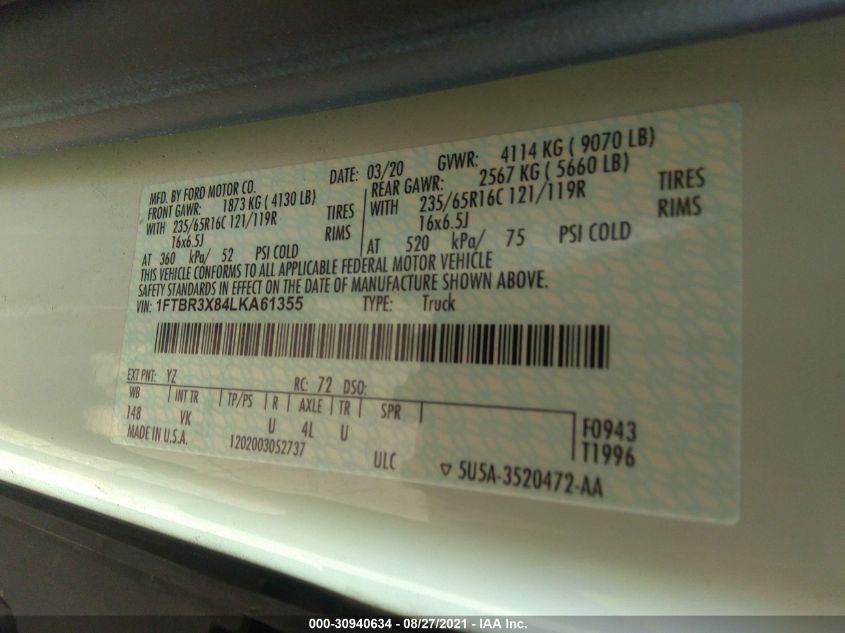 MFD. BY FORD MOTOR CO.
DATE: 03/20 GVWR: 4114 KG ( 9070 LB)
FRONT GAWR: 1873 KG ( 4130 LB)
WITH 235/65R16C 121/119R TIRES
16x6.5J RIMS
AT 360 kPa/ 52 PSI COLD
REAR GAWR: 2567 KG ( 5660 LB)
WITH 235/65R16C 121/119R TIRES
16x6.5J RIMS
AT 520 kPa/ 75 PSI COLD
THIS VEHICLE CONFORMS TO ALL APPLICABLE FEDERAL MOTOR VEHICLE
SAFETY STANDARDS IN EFFECT ON THE DATE OF MANUFACTURE SHOWN ABOVE.
VIN: 1FTBR3X84LKA61355 TYPE: Truck
EXT PNT: YZ RC: 72 DSO:
WB INT TR TP/PS R AXLE TR SPR
148 VK U 4L U F0943
MADE IN U.S.A. 1202003052737 T1996
ULC 5U5A-3520472-AA
000-30940634 - 08/27/2021 - IAA Inc.